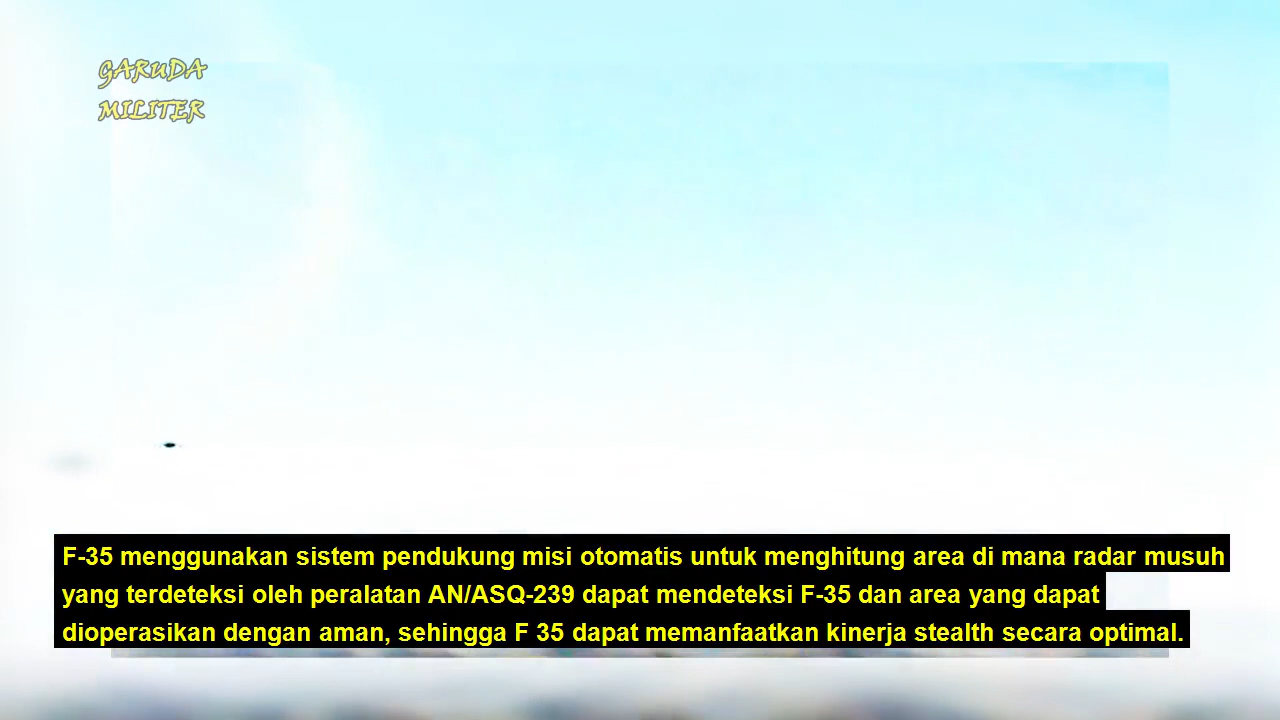 GARUDA
MILITER
F-35 menggunakan sistem pendukung misi otomatis untuk menghitung area di mana radar musuh
yang terdeteksi oleh peralatan AN/ASQ-239 dapat mendeteksi F-35 dan area yang dapat
dioperasikan dengan aman, sehingga F 35 dapat memanfaatkan kinerja stealth secara optimal.